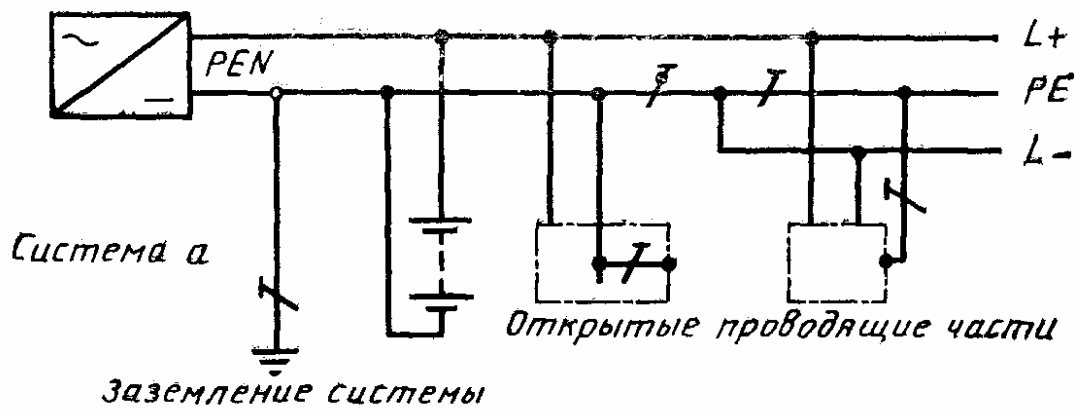 L+
PEN
PE
L-
Система а
Открытые проводящие части
Заземление системы